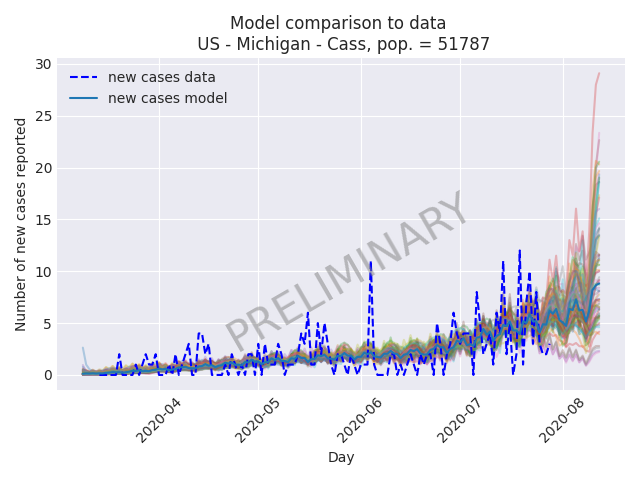 Model comparison to data
US - Michigan - Cass, pop. = 51787
new cases data
new cases model
Number of new cases reported
30
25
20
15
10
5
0
PRELIMINARY
2020-04
2020-05
2020-06
2020-07
2020-08
Day